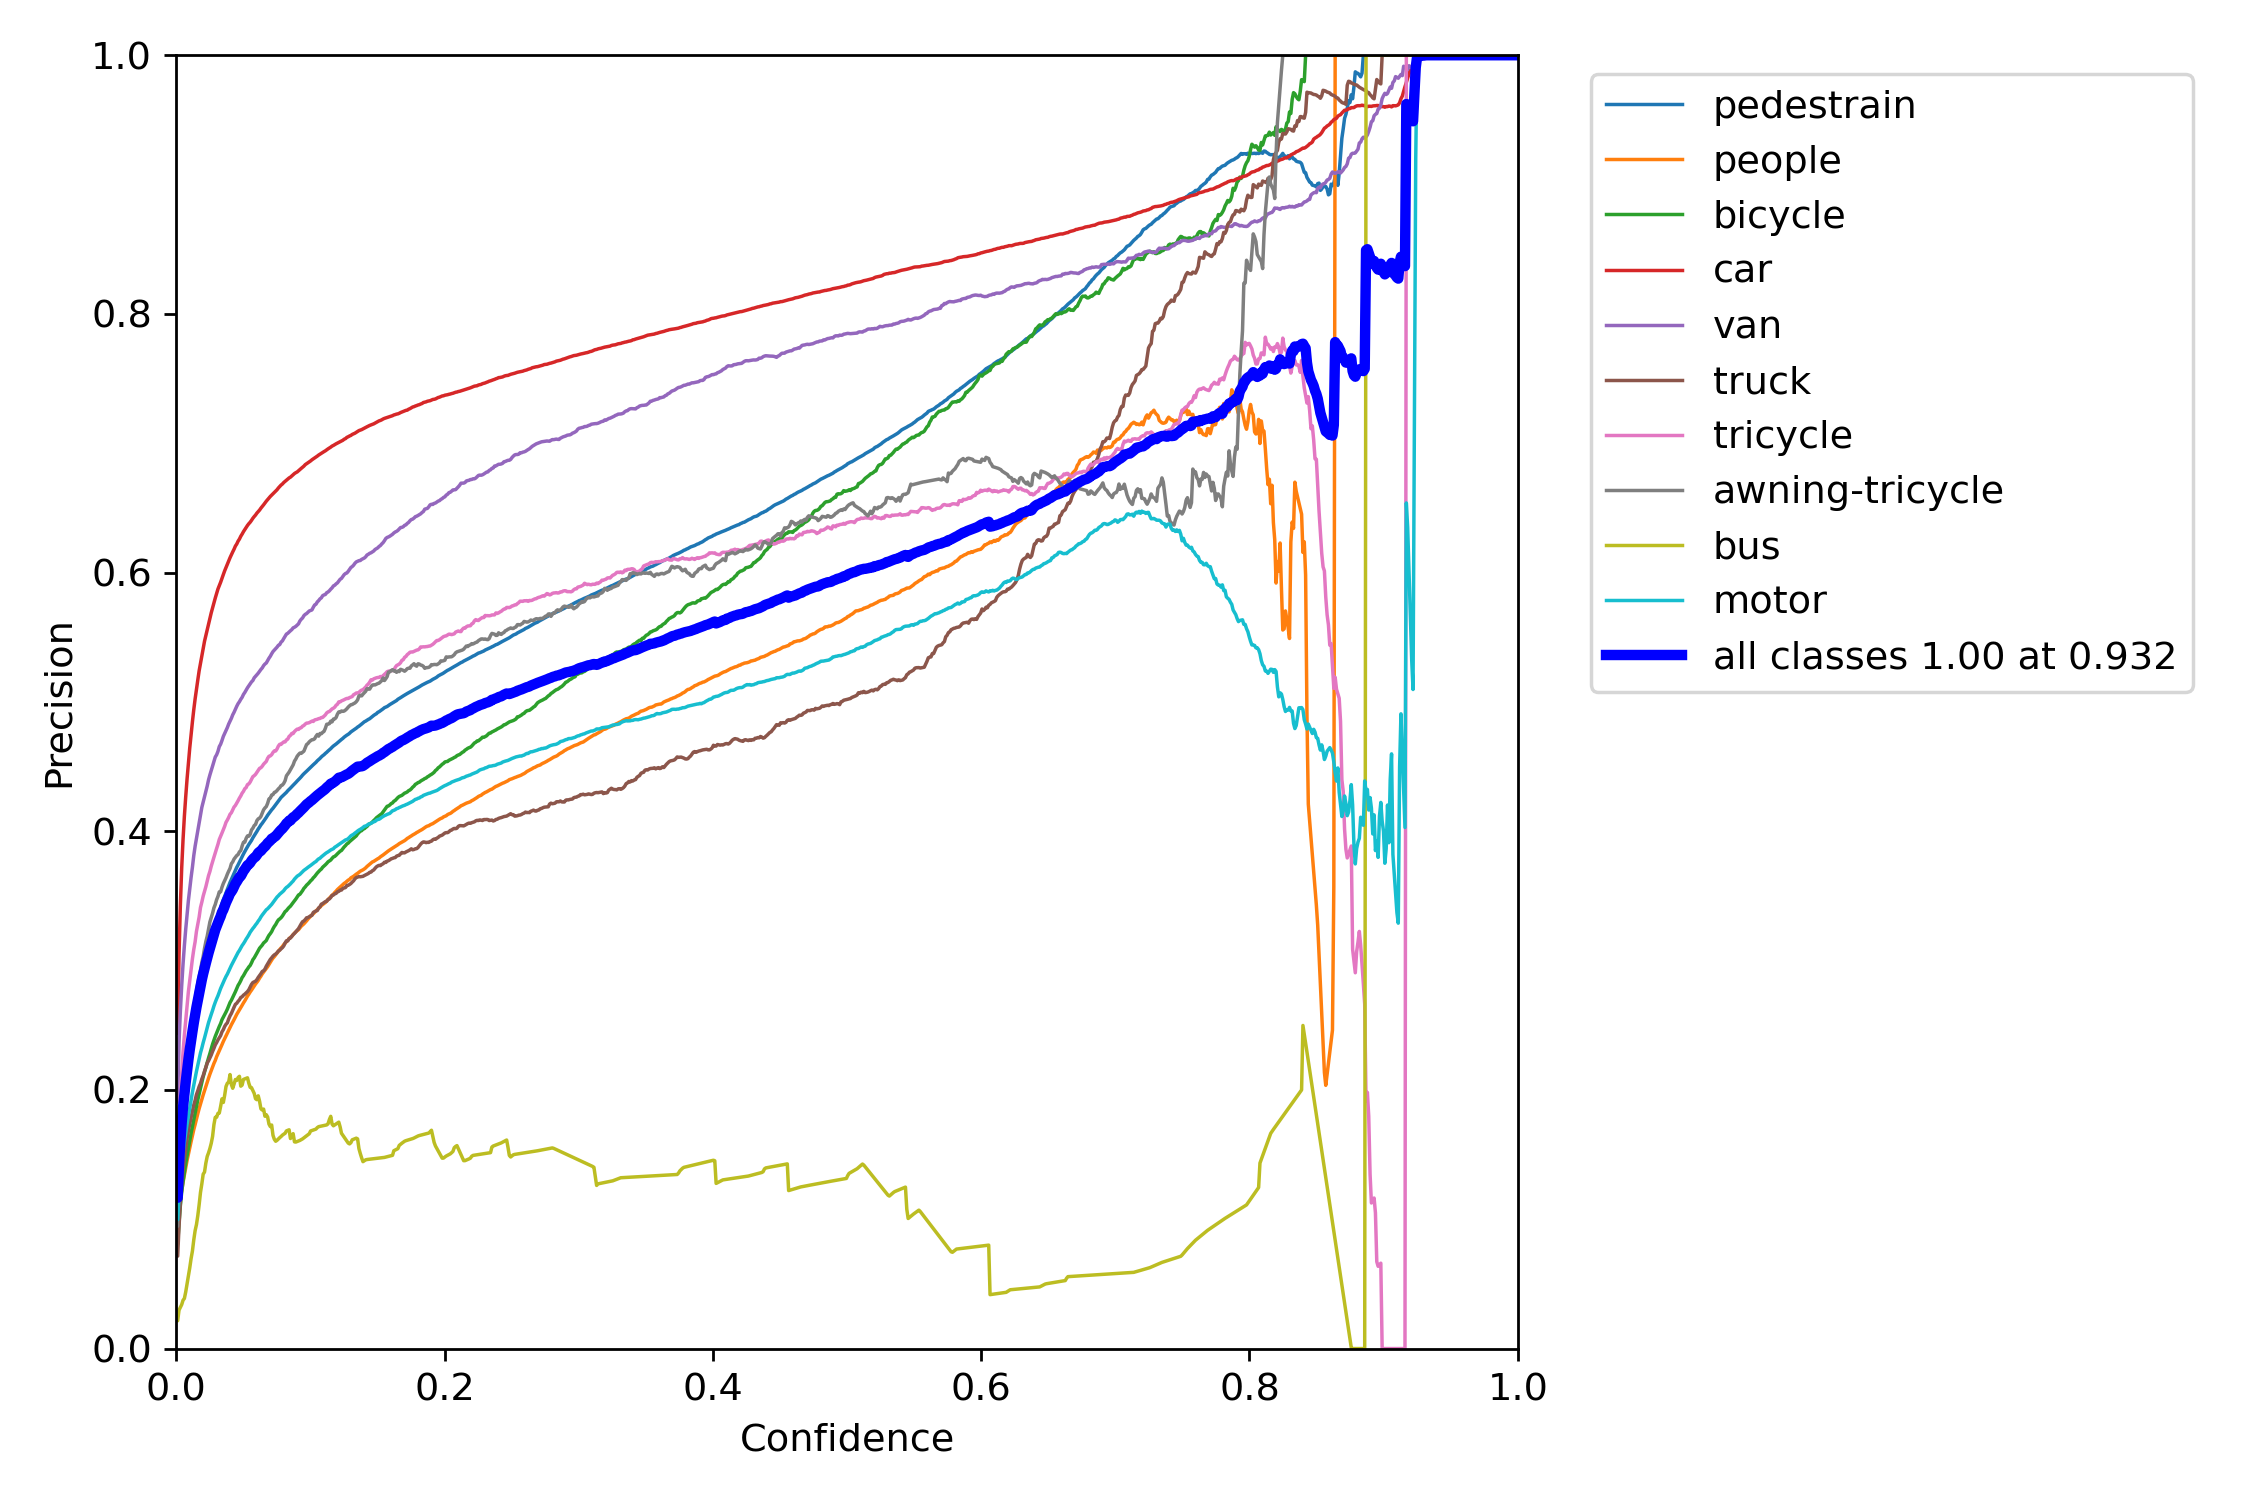 1.0
0.8
0.6
0.4
0.2
0.0
Precision
0.0 0.2 0.4 0.6 0.8 1.0
Confidence
pedestrain
people
bicycle
car
van
truck
tricycle
awning-tricycle
bus
motor
all classes 1.00 at 0.932